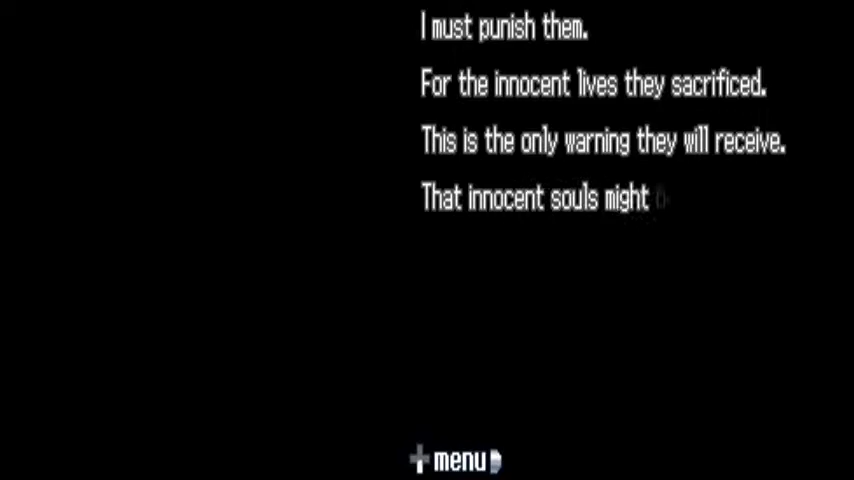 I must punish them.
For the innocent lives they sacrificed.
This is the only warning they will receive.
That innocent souls might
menu